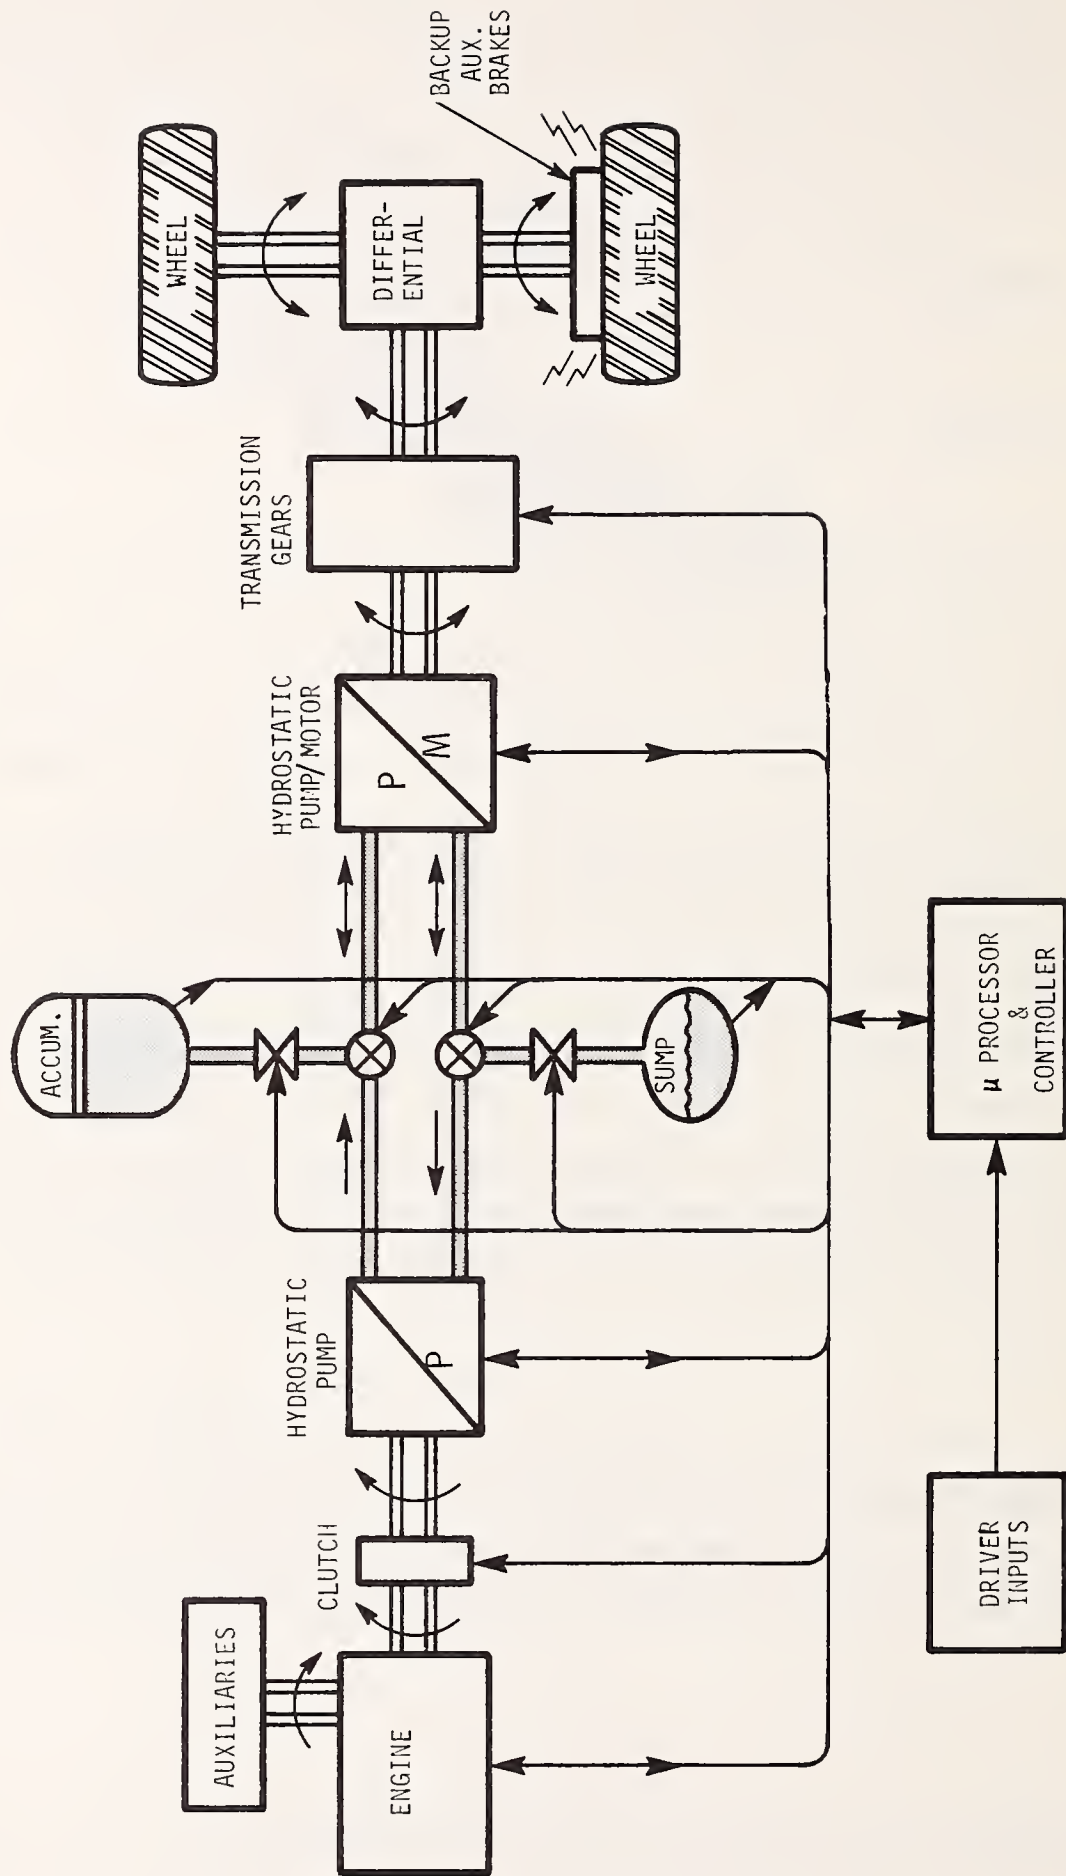 AUXILIARIES
ENGINE
CLUTCH
HYDROSTATIC
PUMP
P
ACCUM.
SUMP
HYDROSTATIC
PUMP/MOTOR
P
M
TRANSMISSION
GEARS
DIFFER-
ENTIAL
WHEEL
WHEEL
BACKUP
AUX.
BRAKES
DRIVER
INPUTS
μ PROCESSOR
&
CONTROLLER